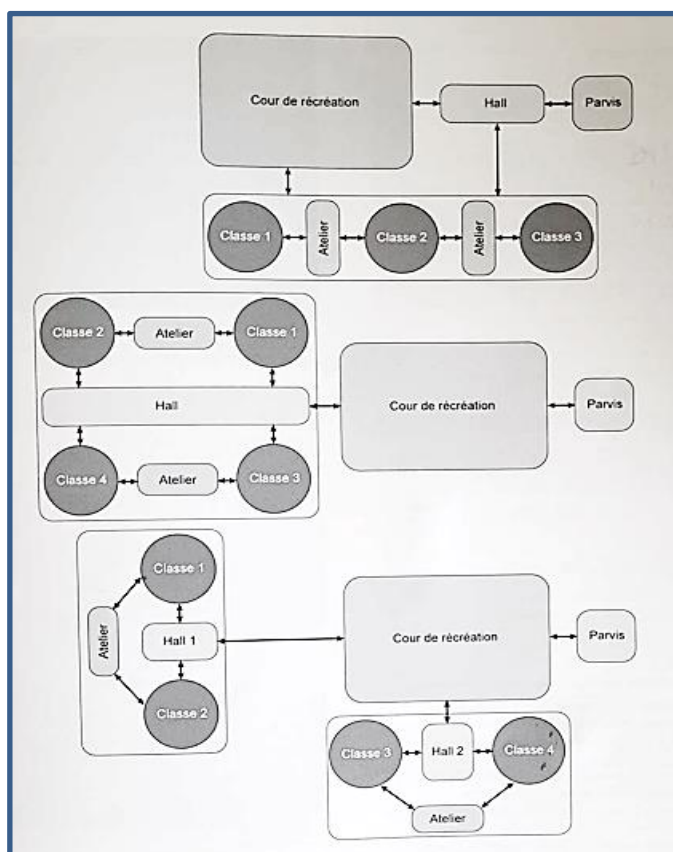 Cour de récréation
Hall
Parvis
Classe 1
Atelier
Classe 2
Atelier
Classe 3
Classe 2
Atelier
Classe 1
Hall
Cour de récréation
Parvis
Classe 4
Atelier
Classe 3
Classe 1
Atelier
Hall 1
Classe 2
Cour de récréation
Parvis
Classe 3
Hall 2
Classe 4
Atelier